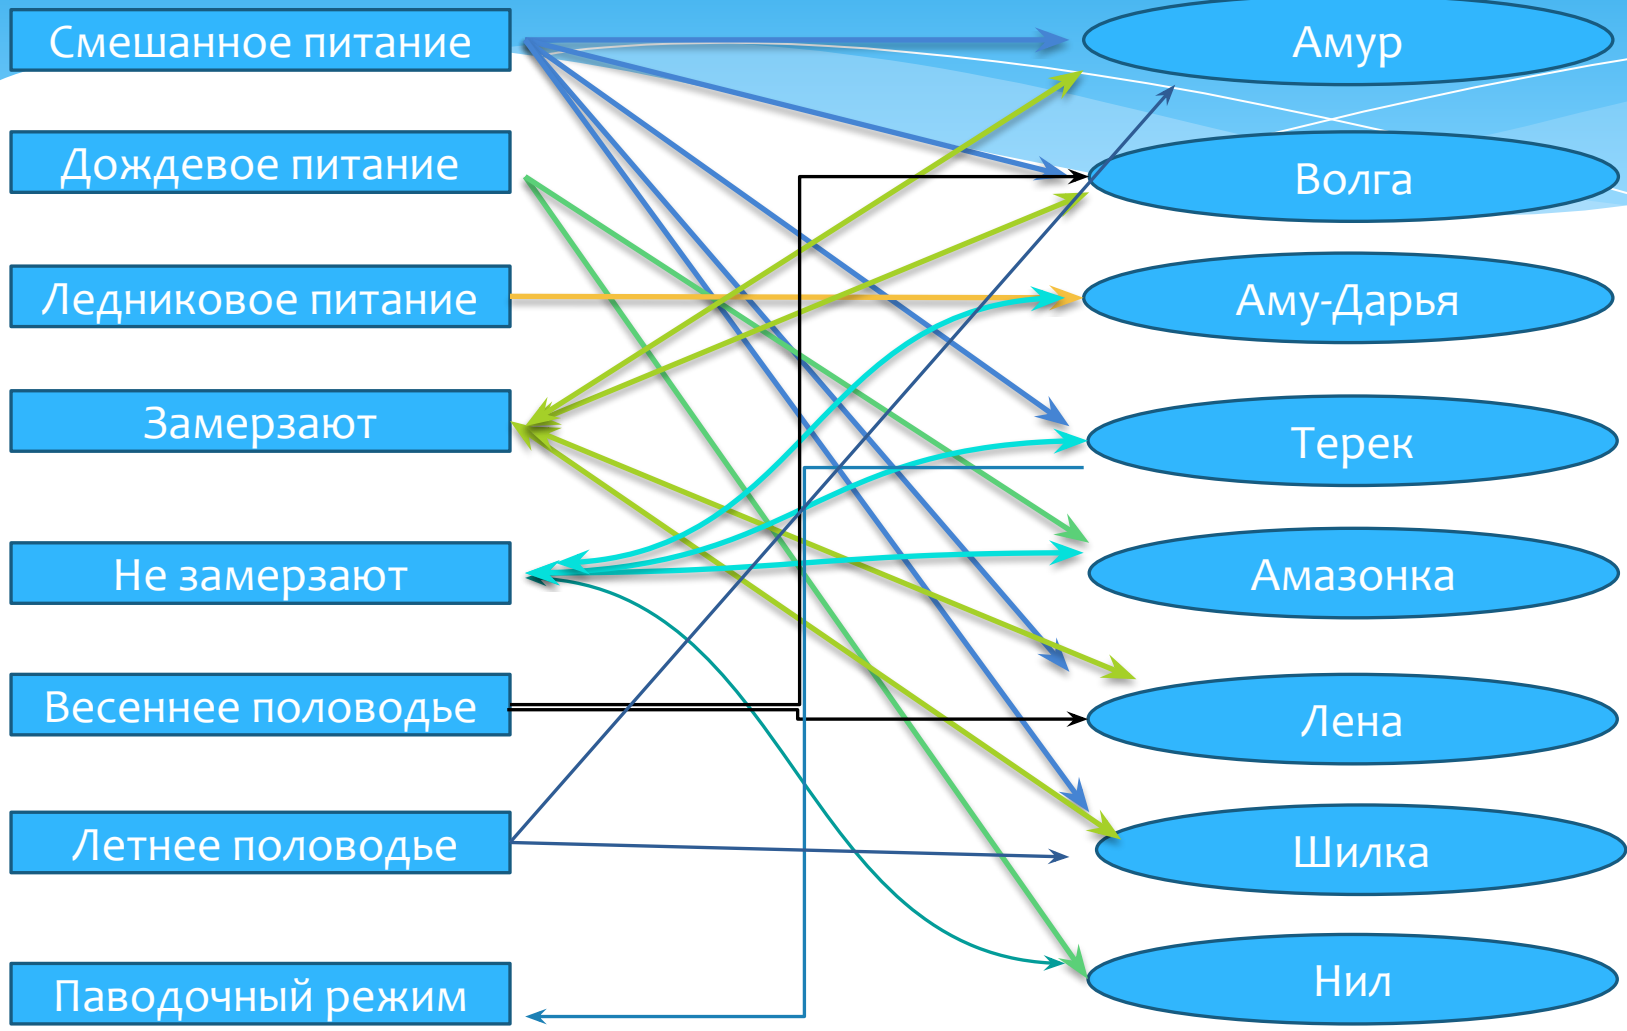 Смешанное питание
Дождевое питание
Ледниковое питание
Замерзают
Не замерзают
Весеннее половодье
Летнее половодье
Паводочный режим
Амур
Волга
Аму-Дарья
Терек
Амазонка
Лена
Шилка
Нил